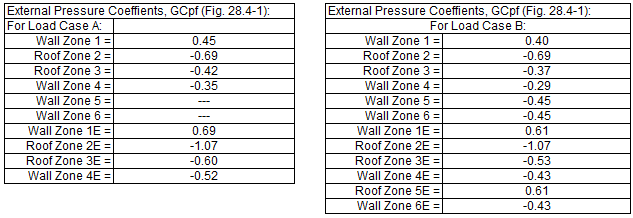 External Pressure Coeffients, GCpf (Fig. 28.4-1):
For Load Case A:
Wall Zone 1 = 0.45
Roof Zone 2 = -0.69
Roof Zone 3 = -0.42
Wall Zone 4 = -0.35
Wall Zone 5 = ---
Wall Zone 6 = ---
Wall Zone 1E = 0.69
Roof Zone 2E = -1.07
Roof Zone 3E = -0.60
Wall Zone 4E = -0.52
External Pressure Coeffients, GCpf (Fig. 28.4-1):
For Load Case B:
Wall Zone 1 = 0.40
Roof Zone 2 = -0.69
Roof Zone 3 = -0.37
Wall Zone 4 = -0.29
Wall Zone 5 = -0.45
Wall Zone 6 = -0.45
Wall Zone 1E = 0.61
Roof Zone 2E = -1.07
Roof Zone 3E = -0.53
Wall Zone 4E = -0.43
Roof Zone 5E = 0.61
Wall Zone 6E = -0.43